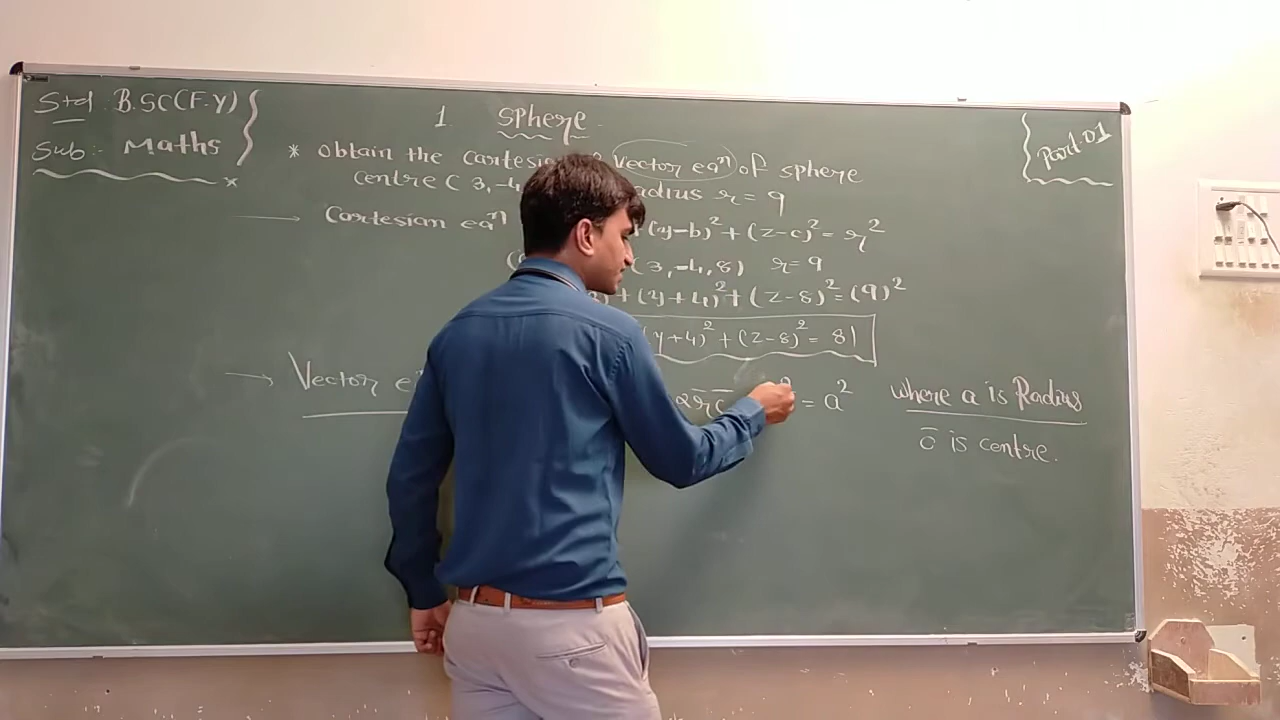 Std B.SC(F.Y)
Sub:- Maths
1. Sphere
Part-01
* Obtain the Cartesian Vector eqⁿ of sphere
centre ( 3, -4 radius r = 9
→ Cartesian eqⁿ + (y-b)² + (z-c)² = r²
(3, -4, 8) r = 9
+ (y+4)² + (z-8)² = (9)²
(y+4)² + (z-8)² = 81
→ Vector 2r̄c̄ = a² where a is Radius
c̄ is centre.